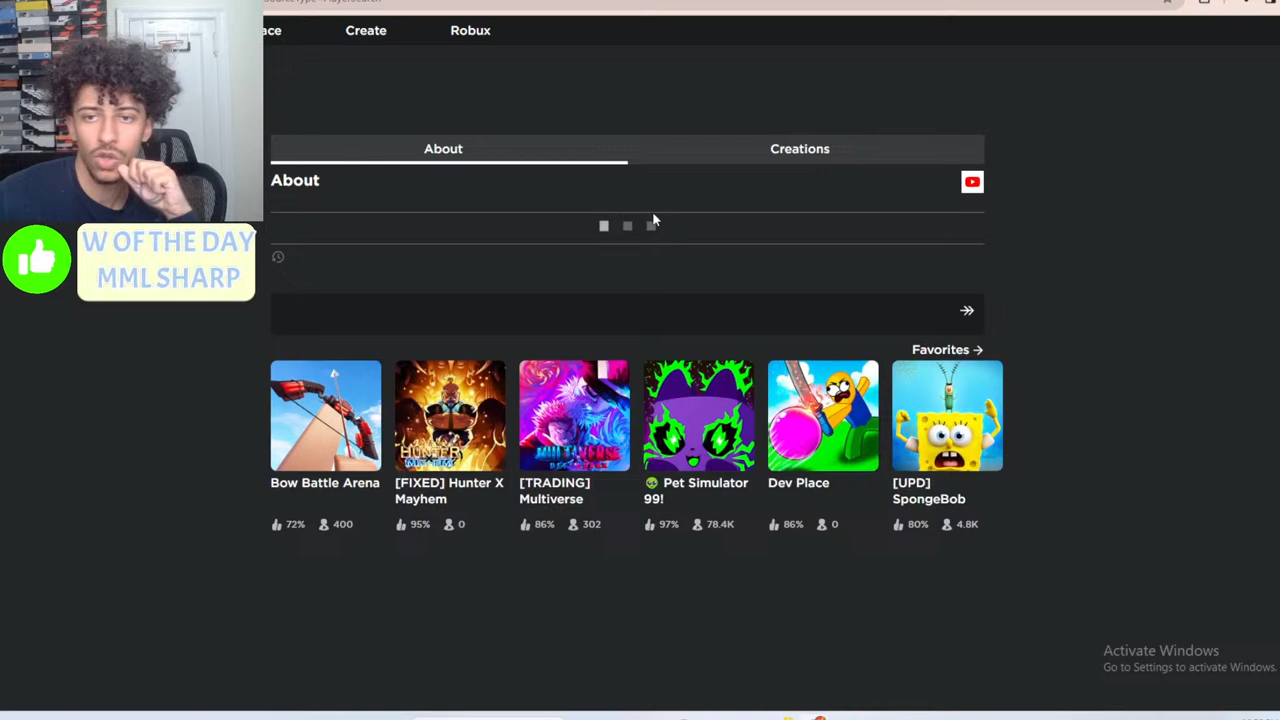 ace Create Robux
About Creations
About
W OF THE DAY
MML SHARP
Favorites →
Bow Battle Arena
72% 400
[FIXED] Hunter X
Mayhem
95% 0
[TRADING]
Multiverse
86% 302
Pet Simulator
99!
97% 78.4K
Dev Place
86% 0
[UPD]
SpongeBob
80% 4.8K
Activate Windows
Go to Settings to activate Windows.